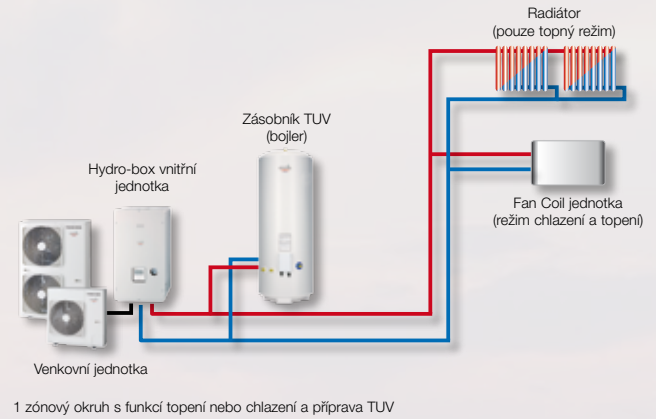 Radiátor
(pouze topný režim)
Zásobník TUV
(bojler)
Hydro-box vnitřní
jednotka
Fan Coil jednotka
(režim chlazení a topení)
Venkovní jednotka
1 zónový okruh s funkcí topení nebo chlazení a příprava TUV